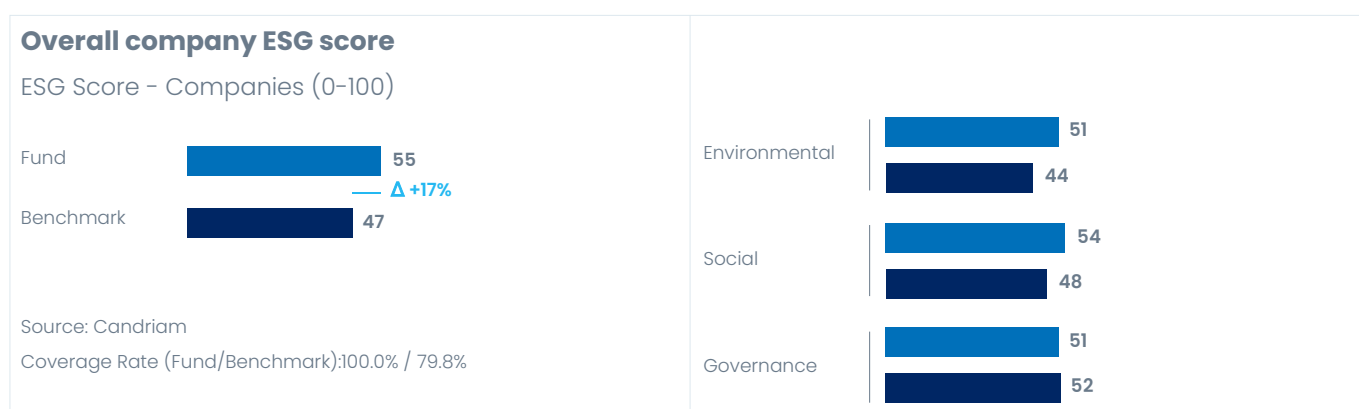 Overall company ESG score
ESG Score - Companies (0-100)
Fund
55
Δ +17%
Benchmark
47
Source: Candriam
Coverage Rate (Fund/Benchmark):100.0% / 79.8%
Environmental
51
44
Social
54
48
Governance
51
52